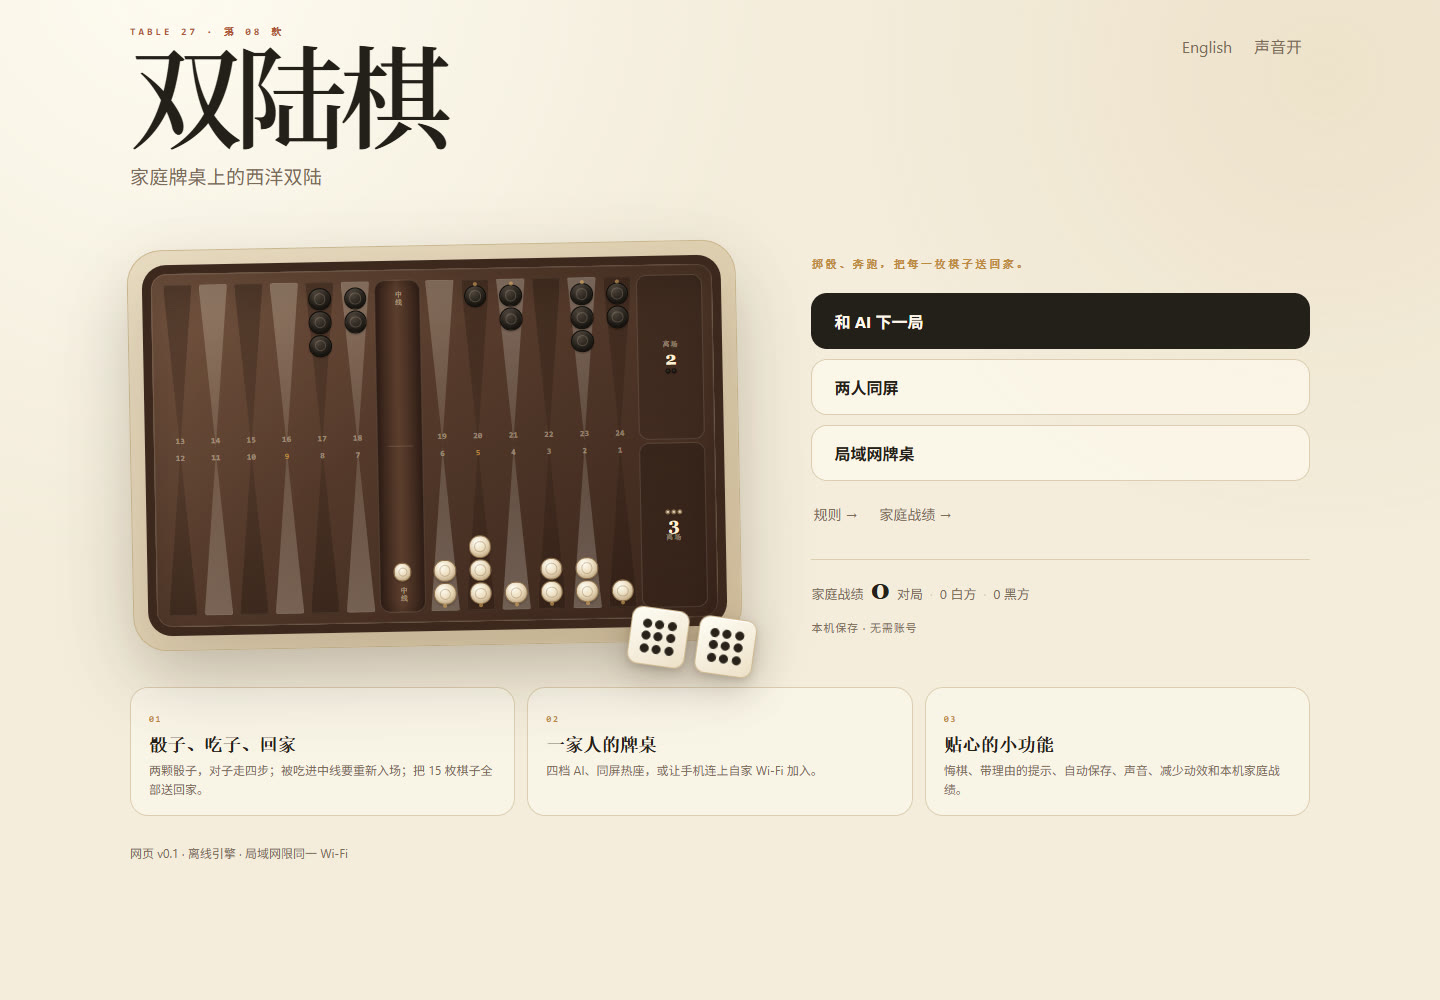 TABLE 27 · 第 08 款
双陆棋
家庭牌桌上的西洋双陆
English 声音开
中线
离场
2
13 14 15 16 17 18 19 20 21 22 23 24
12 11 10 9 8 7 6 5 4 3 2 1
3
离场
中线
掷骰、奔跑，把每一枚棋子送回家。
和 AI 下一局
两人同屏
局域网牌桌
规则 → 家庭战绩 →
家庭战绩 0 对局 · 0 白方 · 0 黑方
本机保存 · 无需账号
01
骰子、吃子、回家
两颗骰子，对子走四步；被吃进中线要重新入场；把 15 枚棋子全
部送回家。
02
一家人的牌桌
四档 AI、同屏热座，或让手机连上自家 Wi-Fi 加入。
03
贴心的小功能
悔棋、带理由的提示、自动保存、声音、减少动效和本机家庭战
绩。
网页 v0.1 · 离线引擎 · 局域网限同一 Wi-Fi